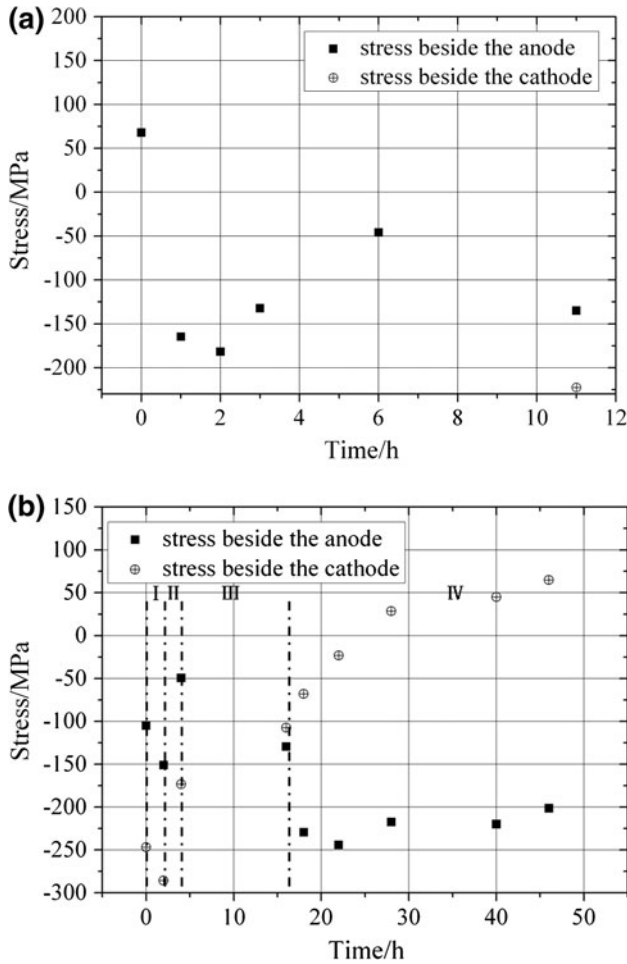 (a)
200
150
100
50
0
-50
-100
-150
-200
Stress/MPa
stress beside the anode
stress beside the cathode
0 2 4 6 8 10 12
Time/h
(b)
150
100
50
0
-50
-100
-150
-200
-250
-300
Stress/MPa
stress beside the anode
stress beside the cathode
I II III IV
0 10 20 30 40 50
Time/h